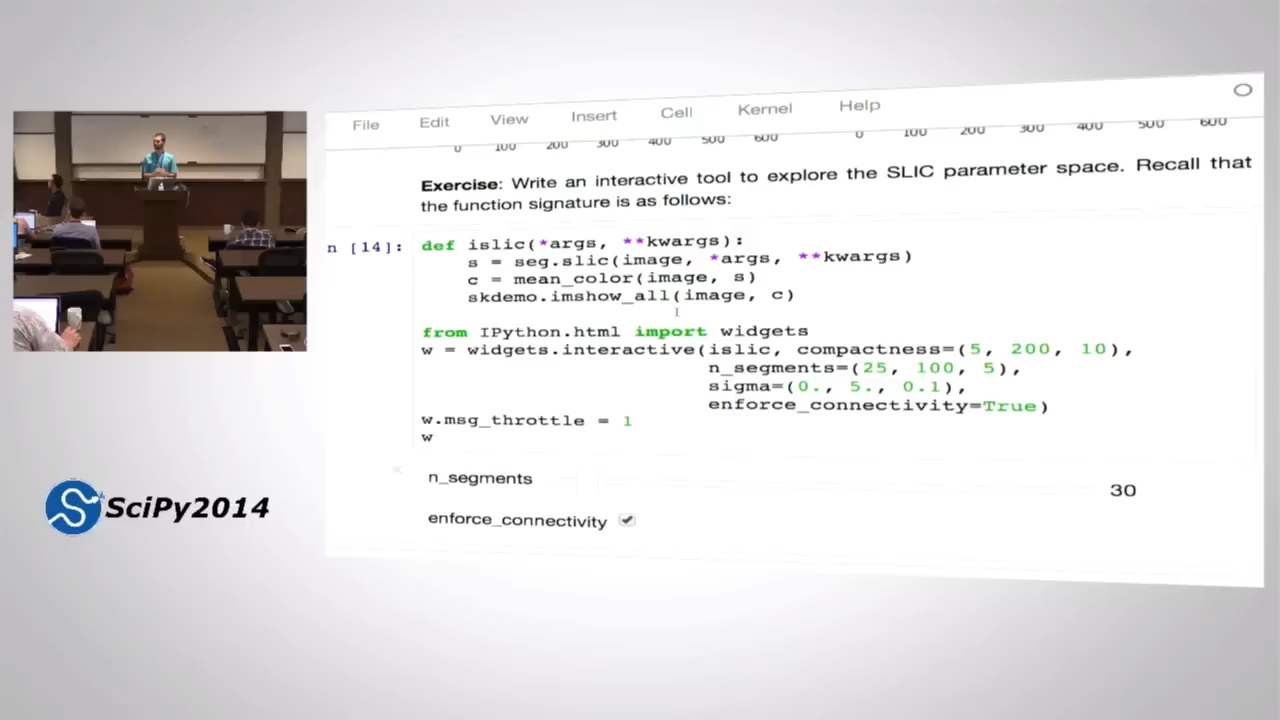 File Edit View Insert Cell Kernel Help
0 100 200 300 400 500 600 0 100 200 300 400 500 600
Exercise: Write an interactive tool to explore the SLIC parameter space. Recall that
the function signature is as follows:
n [14]:
def islic(*args, **kwargs):
s = seg.slic(image, *args, **kwargs)
c = mean_color(image, s)
skdemo.imshow_all(image, c)
from IPython.html import widgets
w = widgets.interactive(islic, compactness=(5, 200, 10),
n_segments=(25, 100, 5),
sigma=(0., 5., 0.1),
enforce_connectivity=True)
w.msg_throttle = 1
w
n_segments 30
enforce_connectivity
SciPy2014